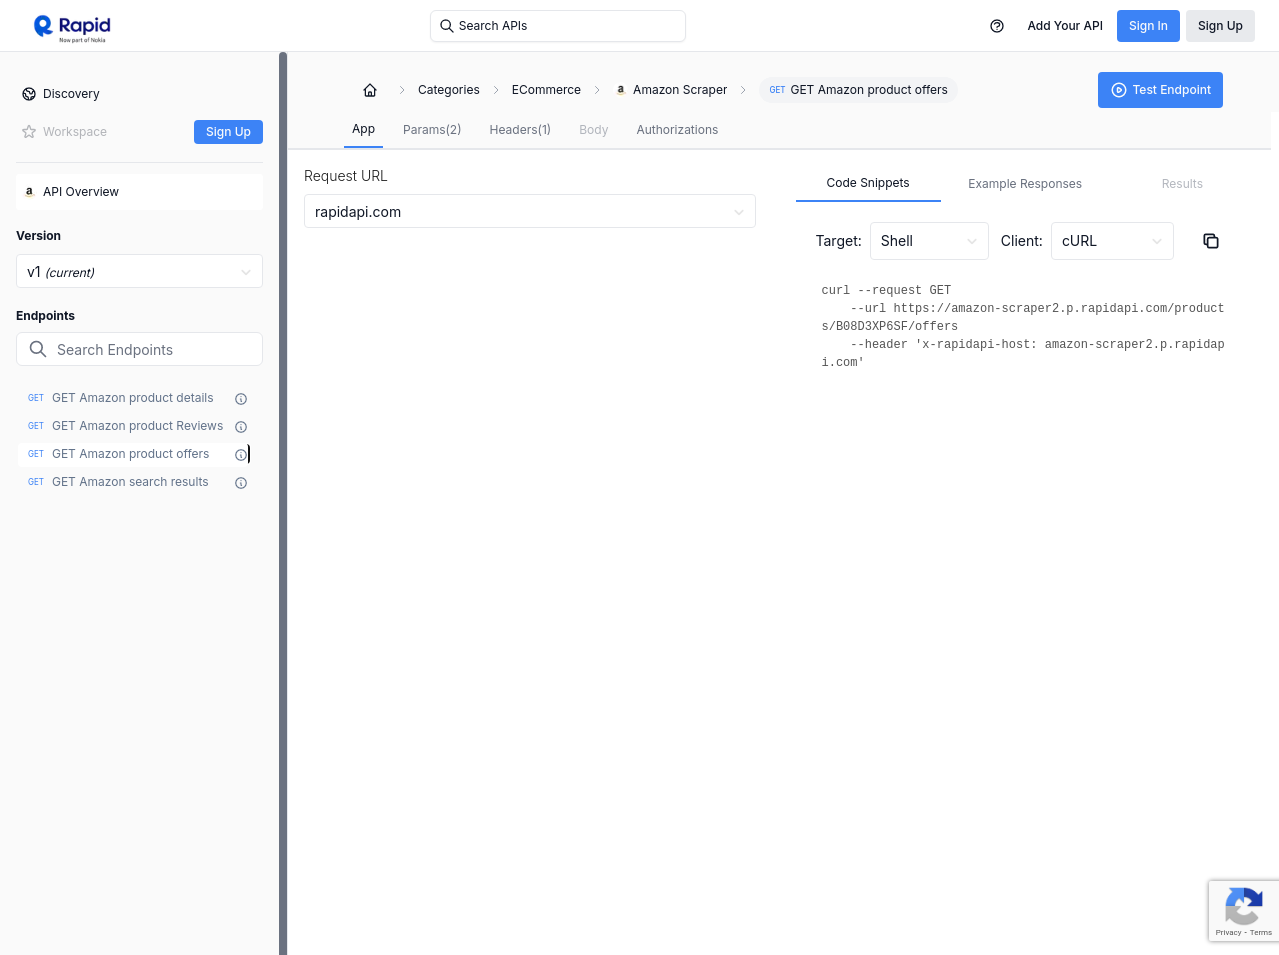 Rapid
Now part of Nokia
Search APIs
Add Your API
Sign In
Sign Up
Discovery
Workspace
Sign Up
API Overview
Version
v1 (current)
Endpoints
Search Endpoints
GET GET Amazon product details
GET GET Amazon product Reviews
GET GET Amazon product offers
GET GET Amazon search results
Categories
ECommerce
Amazon Scraper
GET GET Amazon product offers
Test Endpoint
App
Params(2)
Headers(1)
Body
Authorizations
Request URL
rapidapi.com
Code Snippets
Example Responses
Results
Target:
Shell
Client:
cURL
curl --request GET
--url https://amazon-scraper2.p.rapidapi.com/product
s/B08D3XP6SF/offers
--header 'x-rapidapi-host: amazon-scraper2.p.rapidap
i.com'
Privacy - Terms